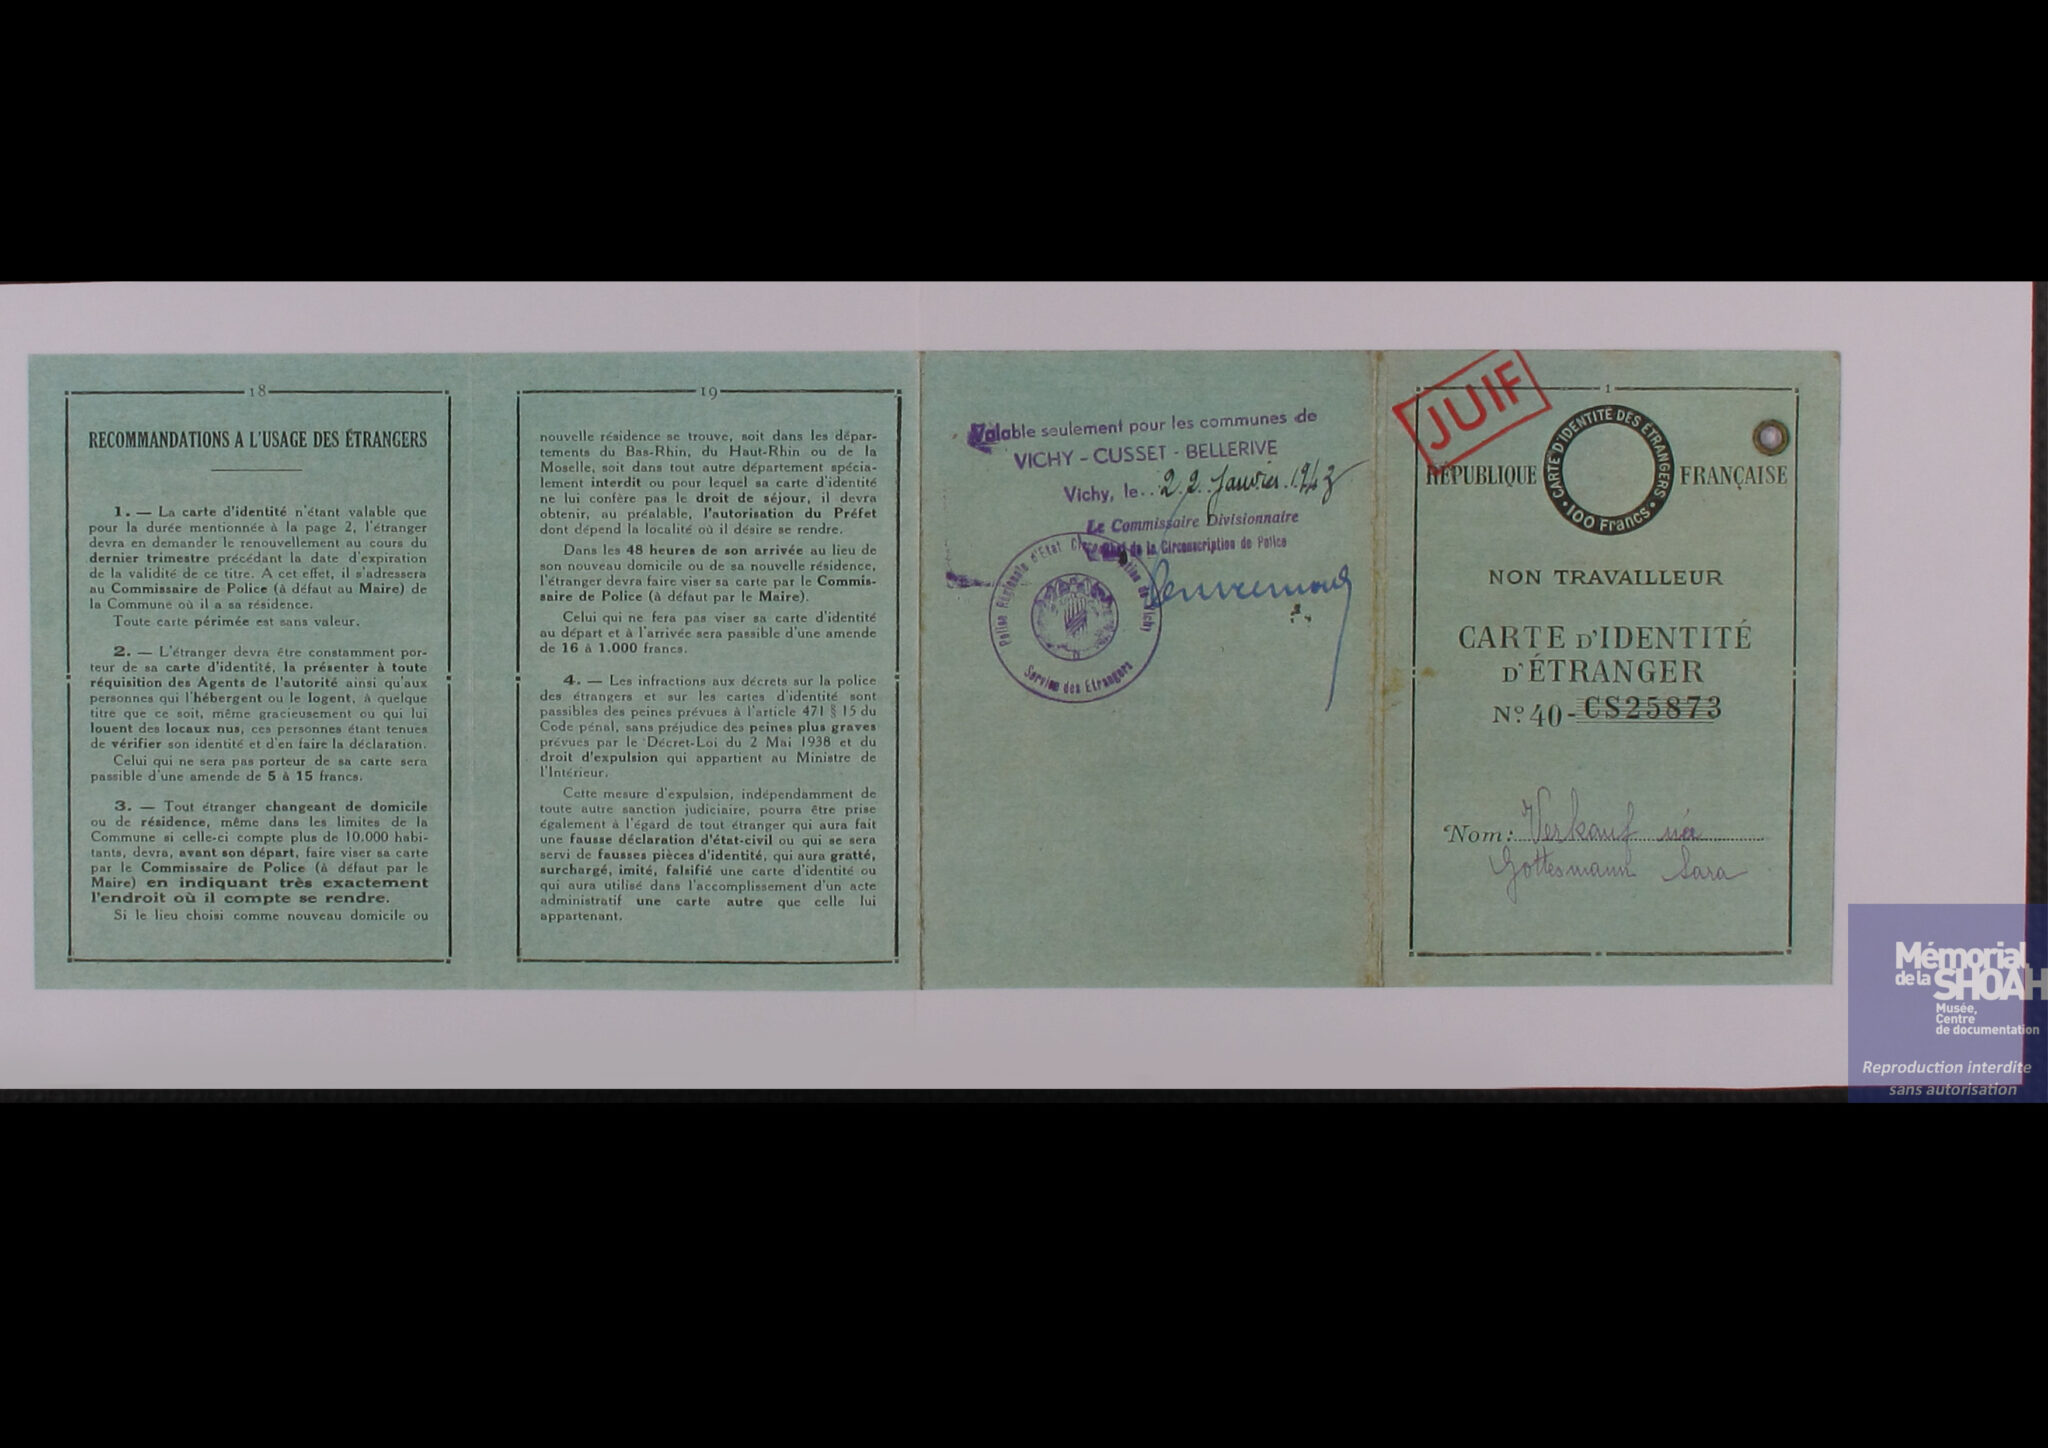 18
RECOMMANDATIONS A L'USAGE DES ÉTRANGERS
1. — La carte d'identité n'étant valable que
pour la durée mentionnée à la page 2, l'étranger
devra en demander le renouvellement au cours du
dernier trimestre précédant la date d'expiration
de la validité de ce titre. A cet effet, il s'adressera
au Commissaire de Police (à défaut au Maire) de
la Commune où il a sa résidence.
Toute carte périmée est sans valeur.
2. — L'étranger devra être constamment por-
teur de sa carte d'identité, la présenter à toute
réquisition des Agents de l'autorité ainsi qu'aux
personnes qui l'hébergent ou le logent, à quelque
titre que ce soit, même gracieusement ou qui lui
louent des locaux nus, ces personnes étant tenues
de vérifier son identité et d'en faire la déclaration.
Celui qui ne sera pas porteur de sa carte sera
passible d'une amende de 5 à 15 francs.
3. — Tout étranger changeant de domicile
ou de résidence, même dans les limites de la
Commune si celle-ci compte plus de 10.000 habi-
tants, devra, avant son départ, faire viser sa carte
par le Commissaire de Police (à défaut par le
Maire) en indiquant très exactement
l'endroit où il compte se rendre.
Si le lieu choisi comme nouveau domicile ou
19
nouvelle résidence se trouve, soit dans les dépar-
tements du Bas-Rhin, du Haut-Rhin ou de la
Moselle, soit dans tout autre département spécia-
lement interdit ou pour lequel sa carte d'identité
ne lui confère pas le droit de séjour, il devra
obtenir, au préalable, l'autorisation du Préfet
dont dépend la localité où il désire se rendre.
Dans les 48 heures de son arrivée au lieu de
son nouveau domicile ou de sa nouvelle résidence,
l'étranger devra faire viser sa carte par le Commis-
saire de Police (à défaut par le Maire).
Celui qui ne fera pas viser sa carte d'identité
au départ et à l'arrivée sera passible d'une amende
de 16 à 1.000 francs.
4. — Les infractions aux décrets sur la police
des étrangers et sur les cartes d'identité sont
passibles des peines prévues à l'article 471 § 15 du
Code pénal, sans préjudice des peines plus graves
prévues par le Décret-Loi du 2 Mai 1938 et du
droit d'expulsion qui appartient au Ministre de
l'Intérieur.
Cette mesure d'expulsion, indépendamment de
toute autre sanction judiciaire, pourra être prise
également à l'égard de tout étranger qui aura fait
une fausse déclaration d'état-civil ou qui se sera
servi de fausses pièces d'identité, qui aura gratté,
surchargé, imité, falsifié une carte d'identité ou
qui aura utilisé dans l'accomplissement d'un acte
administratif une carte autre que celle lui
appartenant.
Valable seulement pour les communes de
VICHY - CUSSET - BELLERIVE
Vichy, le 22 Janvier 1943
Le Commissaire Divisionnaire
Chef de la Circonscription de Police
Police Régionale d'Etat Circonscription de Vichy
Service des Etrangers
JUIF
1
RÉPUBLIQUE FRANÇAISE
CARTE D'IDENTITÉ DES ÉTRANGERS
100 Francs
NON TRAVAILLEUR
CARTE D'IDENTITÉ
D'ÉTRANGER
Nº 40-CS25873
Nom: Verkauf née
Gottesmann Sara
Mémorial
de la SHOAH
Musée,
Centre
de documentation
Reproduction interdite
sans autorisation